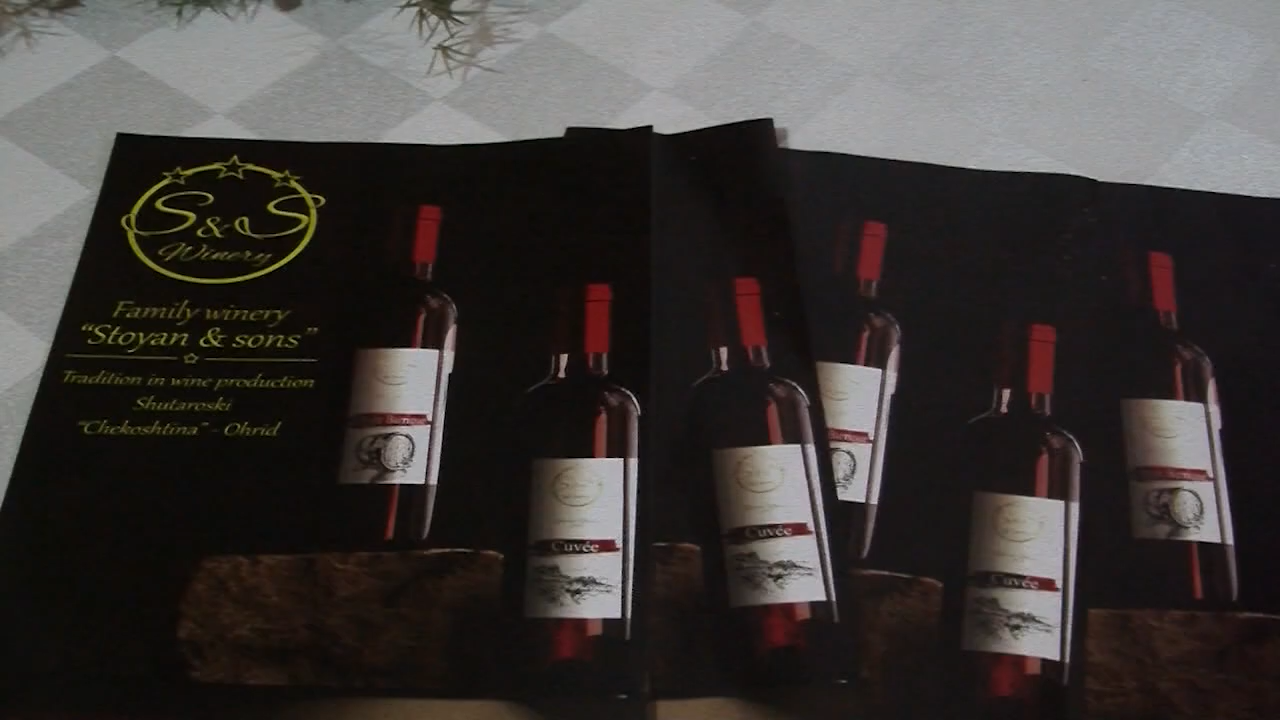 S&S
Winery
Family winery
"Stoyan & sons"
Tradition in wine production
Shutaroski
"Chekoshtina" - Ohrid
Cuvée
Cuvée
Cuvée